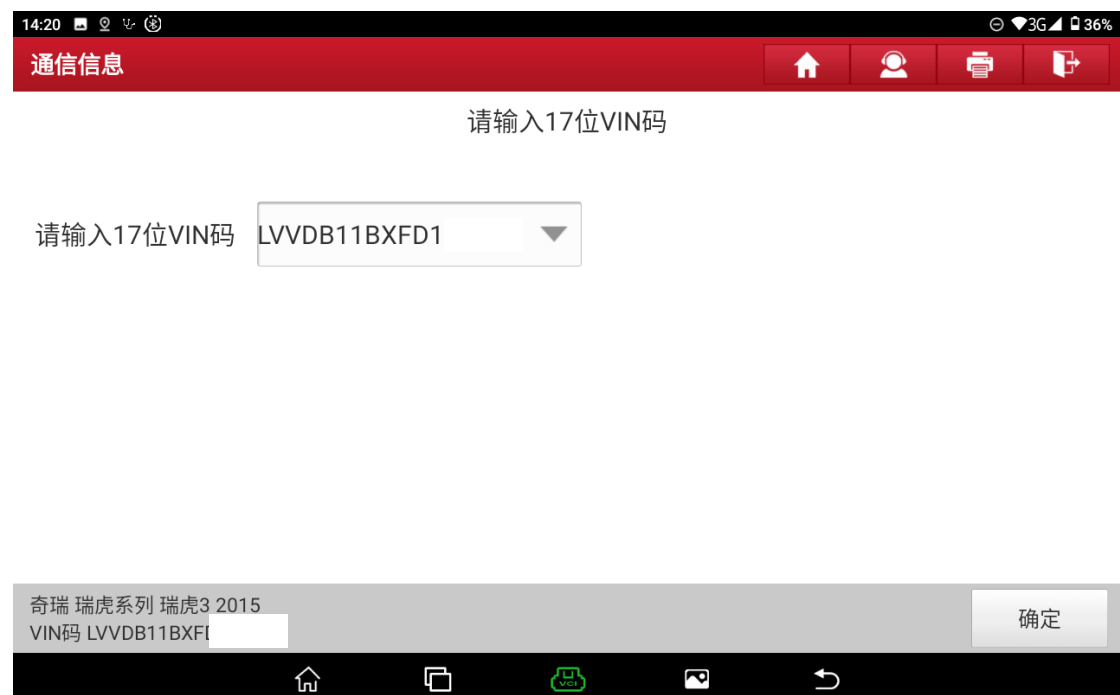 14:20 3G 36%
通信信息
请输入17位VIN码
请输入17位VIN码 LVVDB11BXFD1
奇瑞 瑞虎系列 瑞虎3 2015
VIN码 LVVDB11BXF
确定
VCI